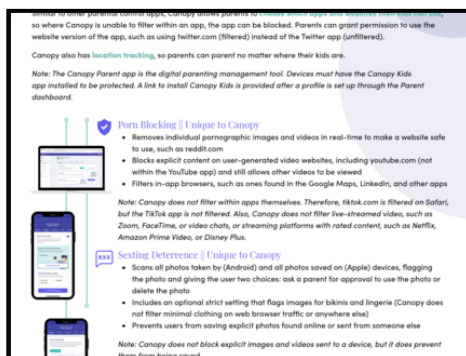 Similar to other parental control apps, Canopy allows parents to choose which apps and websites their kids can use,
so where Canopy is unable to filter within an app, the app can be blocked. Parents can grant permission to use the
website version of the app, such as using twitter.com (filtered) instead of the Twitter app (unfiltered).
Canopy also has location tracking, so parents can parent no matter where their kids are.
Note: The Canopy Parent app is the digital parenting management tool. Devices must have the Canopy Kids
app installed to be protected. A link to install Canopy Kids is provided after a profile is set up through the Parent
dashboard.
Porn Blocking || Unique to Canopy
• Removes individual pornographic images and videos in real-time to make a website safe
to use, such as reddit.com
• Blocks explicit content on user-generated video websites, including youtube.com (not
within the YouTube app) and still allows other videos to be viewed
• Filters in-app browsers, such as ones found in the Google Maps, LinkedIn, and other apps
Note: Canopy does not filter within apps themselves. Therefore, tiktok.com is filtered on Safari,
but the TikTok app is not filtered. Also, Canopy does not filter live-streamed video, such as
Zoom, FaceTime, or video chats, or streaming platforms with rated content, such as Netflix,
Amazon Prime Video, or Disney Plus.
XXX
Sexting Deterrence || Unique to Canopy
• Scans all photos taken by (Android) and all photos saved on (Apple) devices, flagging
the photo and giving the user two choices: ask a parent for approval to use the photo or
delete the photo
• Includes an optional strict setting that flags images for bikinis and lingerie (Canopy does
not filter minimal clothing on web browser traffic or anywhere else)
• Prevents users from saving explicit photos found online or sent from someone else
Note: Canopy does not block explicit images and videos sent to a device, but it does prevent
them from being saved